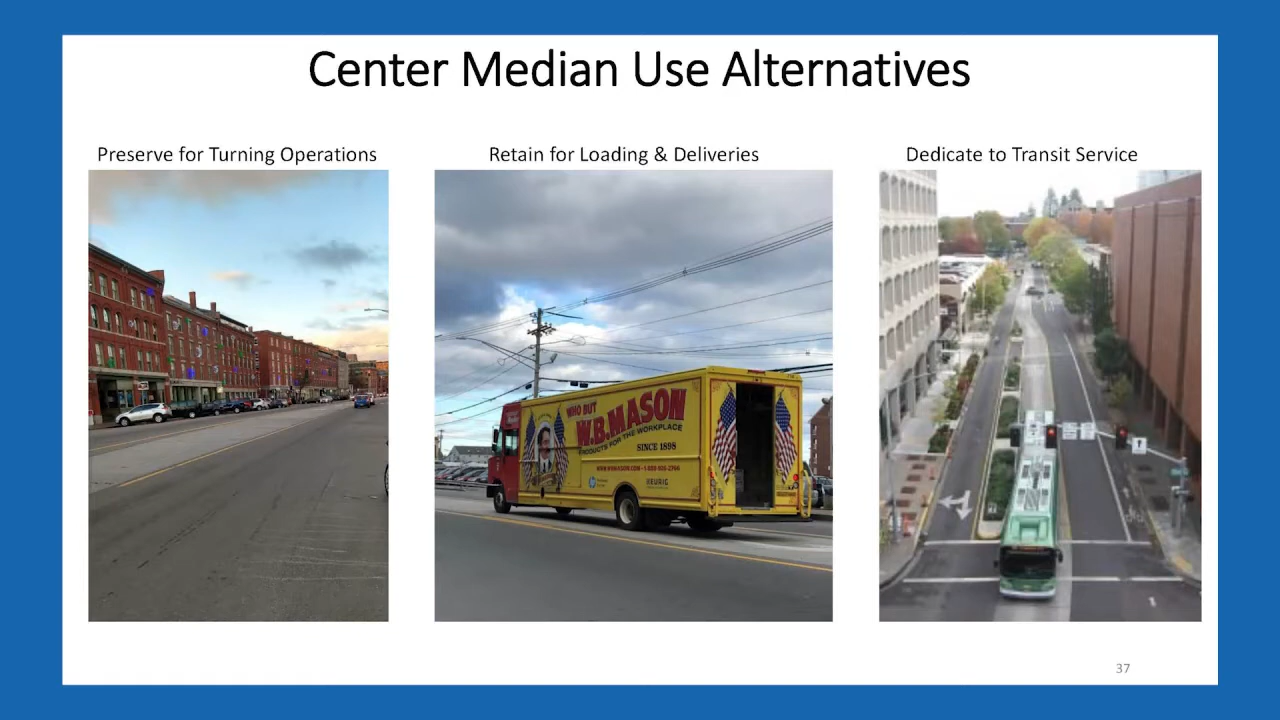 Center Median Use Alternatives
Preserve for Turning Operations
Retain for Loading & Deliveries
Dedicate to Transit Service
WHO BUT
W.B.MASON
PRODUCTS FOR THE WORKPLACE
SINCE 1898
KEURIG
37